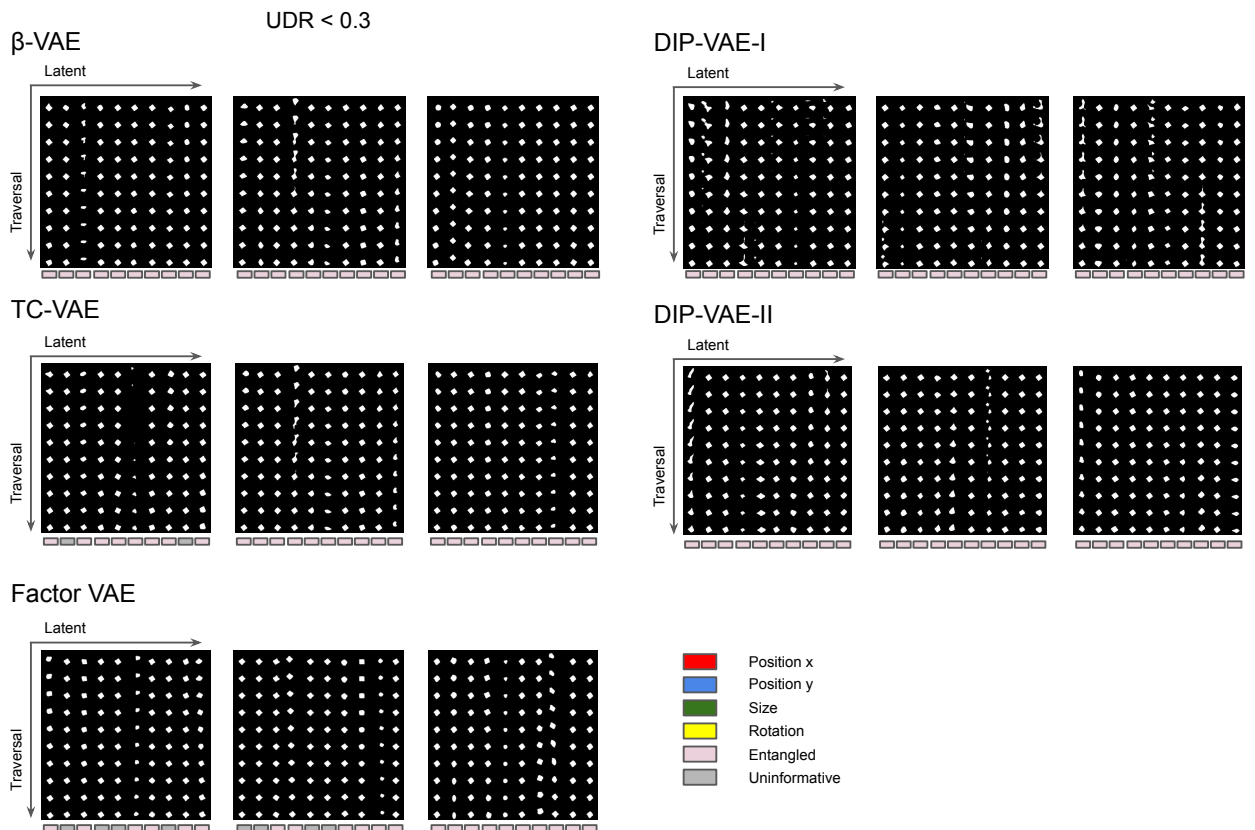 UDR < 0.3
β-VAE
Latent
Traversal
DIP-VAE-I
Latent
Traversal
TC-VAE
Latent
Traversal
DIP-VAE-II
Latent
Traversal
Factor VAE
Latent
Traversal
Position x
Position y
Size
Rotation
Entangled
Uninformative